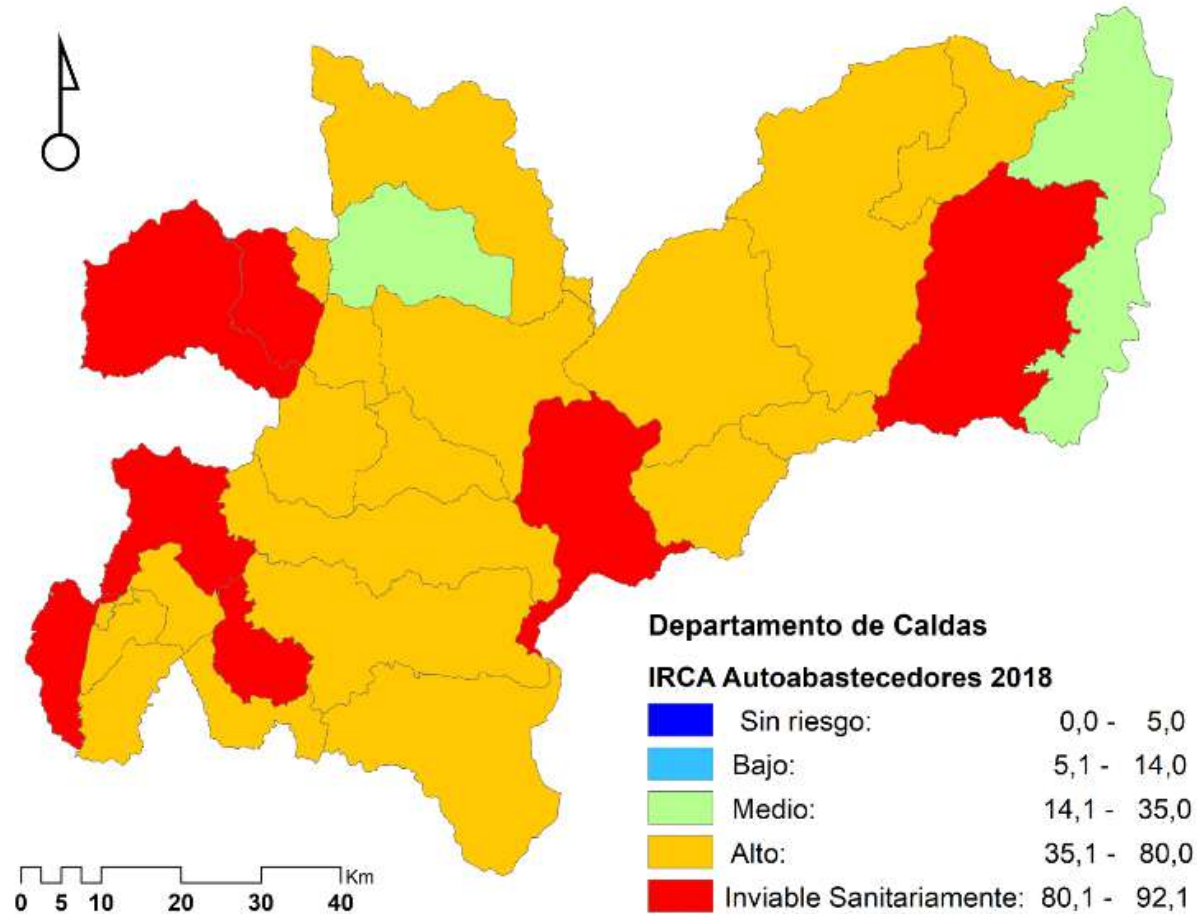 Departamento de Caldas
IRCA Autoabastecedores 2018
Sin riesgo: 0,0 - 5,0
Bajo: 5,1 - 14,0
Medio: 14,1 - 35,0
Alto: 35,1 - 80,0
Inviable Sanitariamente: 80,1 - 92,1
Km
0 5 10 20 30 40